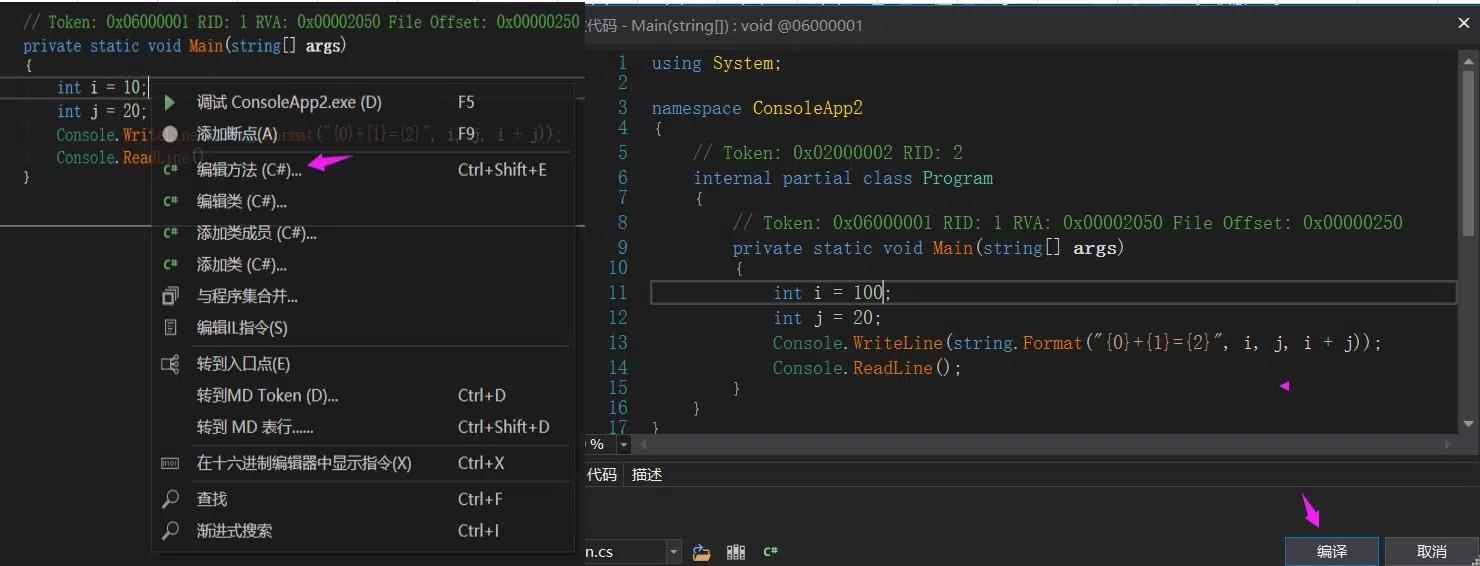 // Token: 0x06000001 RID: 1 RVA: 0x00002050 File Offset: 0x00000250
private static void Main(string[] args)
{
int i = 10;
int j = 20;
Console.WriteLine(string.Format("{0}+{1}={2}", i, j, i + j));
Console.ReadLine();
}
调试 ConsoleApp2.exe (D) F5
添加断点(A) F9
C# 编辑方法 (C#)... Ctrl+Shift+E
C# 编辑类 (C#)...
C# 添加类成员 (C#)...
C# 添加类 (C#)...
与程序集合并...
编辑IL指令(S)
转到入口点(E)
转到MD Token (D)... Ctrl+D
转到 MD 表行...... Ctrl+Shift+D
在十六进制编辑器中显示指令(X) Ctrl+X
查找 Ctrl+F
渐进式搜索 Ctrl+I
代码 - Main(string[]) : void @06000001
1 using System;
2
3 namespace ConsoleApp2
4 {
5 // Token: 0x02000002 RID: 2
6 internal partial class Program
7 {
8 // Token: 0x06000001 RID: 1 RVA: 0x00002050 File Offset: 0x00000250
9 private static void Main(string[] args)
10 {
11 int i = 100;
12 int j = 20;
13 Console.WriteLine(string.Format("{0}+{1}={2}", i, j, i + j));
14 Console.ReadLine();
15 }
16 }
17 }
%
代码 描述
n.cs C#
编译 取消